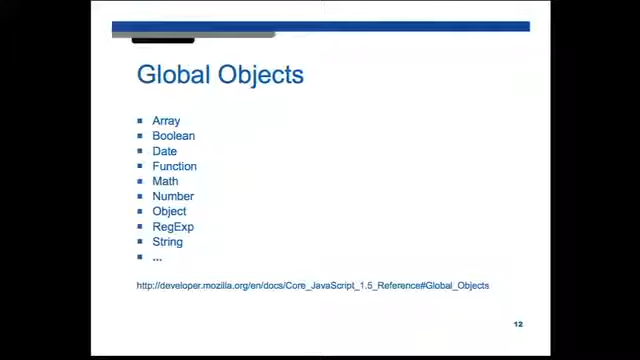 Global Objects
Array
Boolean
Date
Function
Math
Number
Object
RegExp
String
...
http://developer.mozilla.org/en/docs/Core_JavaScript_1.5_Reference#Global_Objects
12